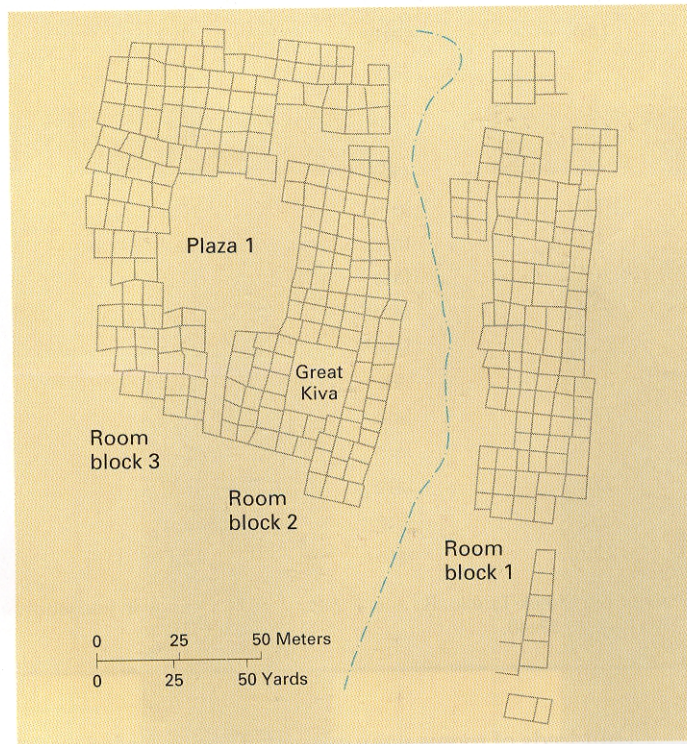 Plaza 1
Great
Kiva
Room
block 3
Room
block 2
Room
block 1
0 25 50 Meters
0 25 50 Yards